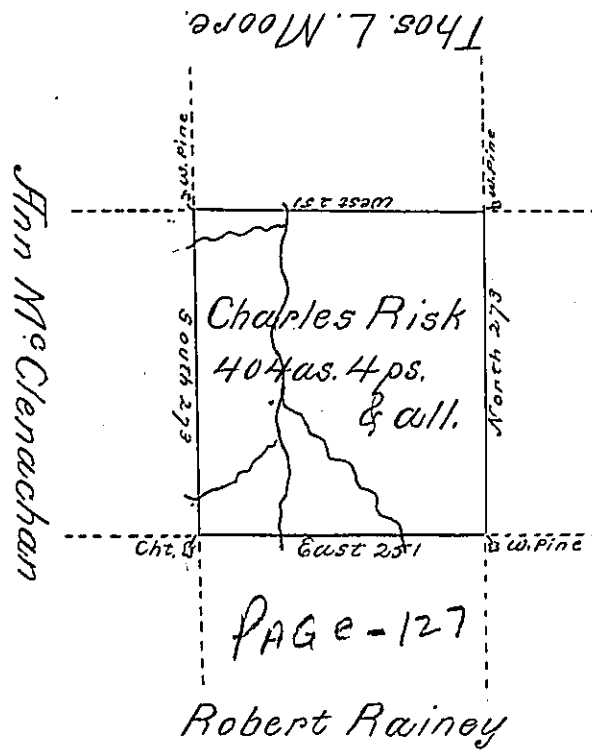 Thos. L. Moore.
W. Pine
W. Pine
West 251
Ann McClenachan
South 273
Charles Risk
404 as. 4 ps.
& all.
North 273
Cht.
East 251
W. Pine
PAGe - 127
Robert Rainey